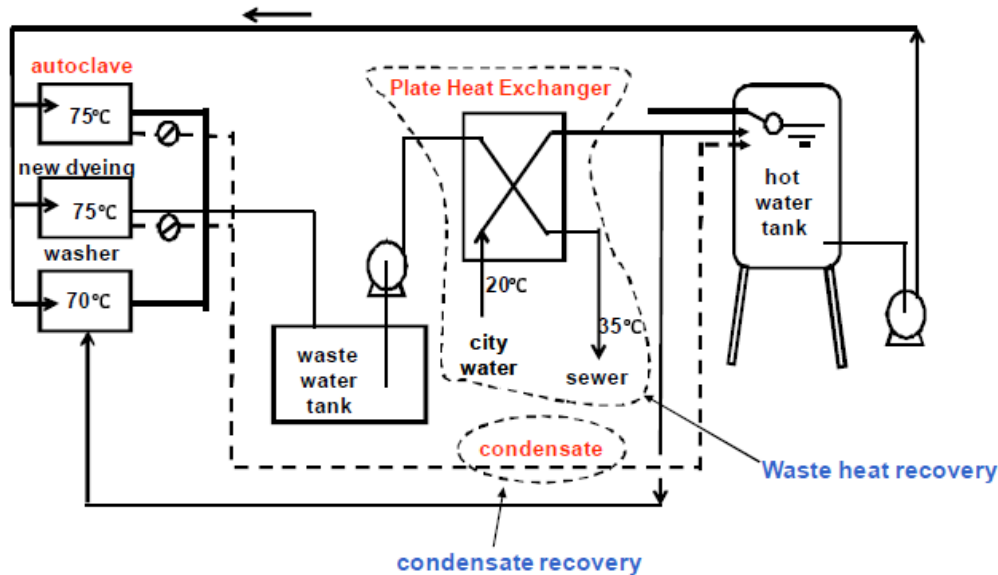 autoclave
75°C
new dyeing
75°C
washer
70°C
waste
water
tank
Plate Heat Exchanger
20°C
city
water
35°C
sewer
condensate
hot
water
tank
Waste heat recovery
condensate recovery